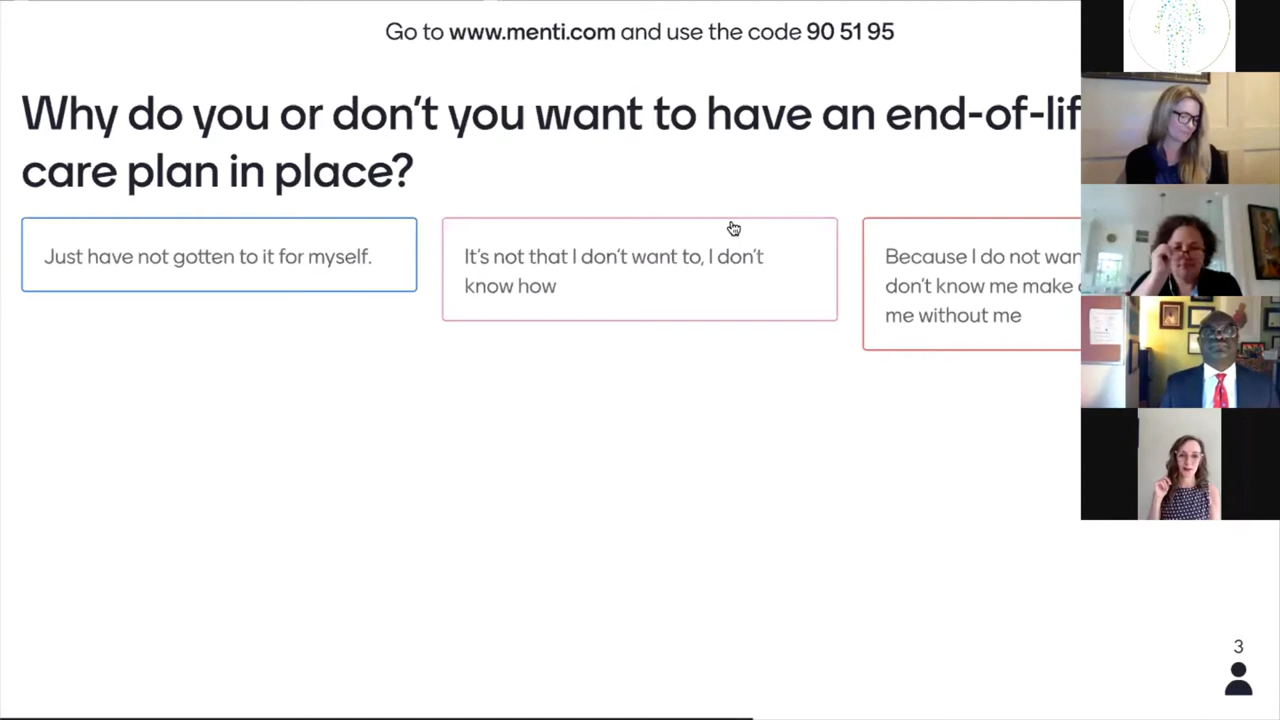 Go to www.menti.com and use the code 90 51 95
Why do you or don't you want to have an end-of-lif
care plan in place?
Just have not gotten to it for myself.
It's not that I don't want to, I don't
know how
Because I do not wan
don't know me make
me without me
3